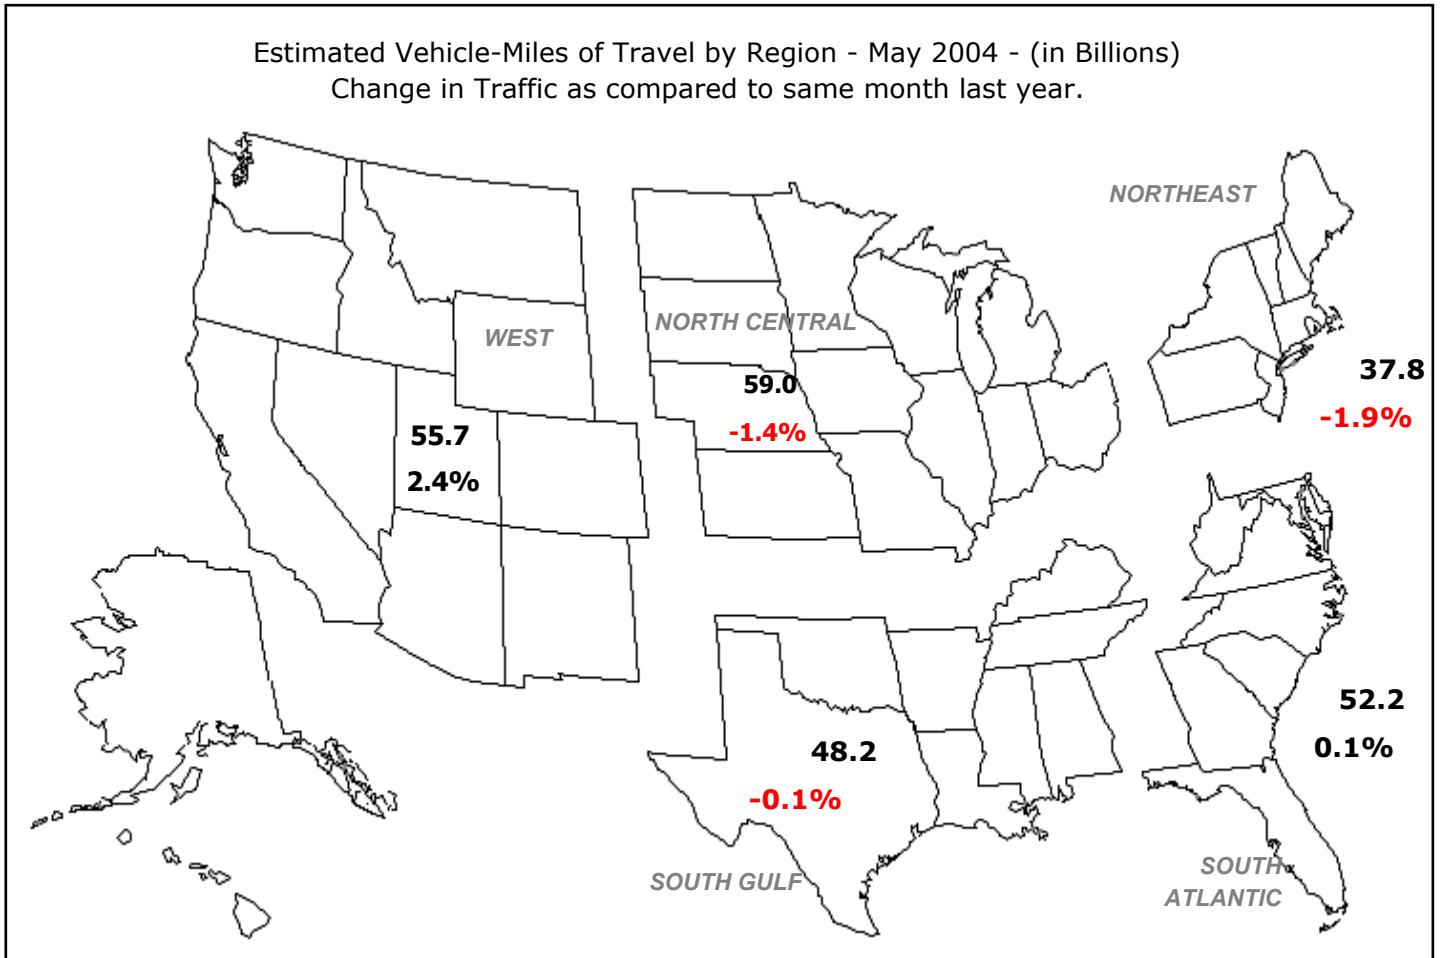 Estimated Vehicle-Miles of Travel by Region - May 2004 - (in Billions)
Change in Traffic as compared to same month last year.
NORTHEAST
37.8
-1.9%
WEST
55.7
2.4%
NORTH CENTRAL
59.0
-1.4%
SOUTH GULF
48.2
-0.1%
52.2
0.1%
SOUTH
ATLANTIC